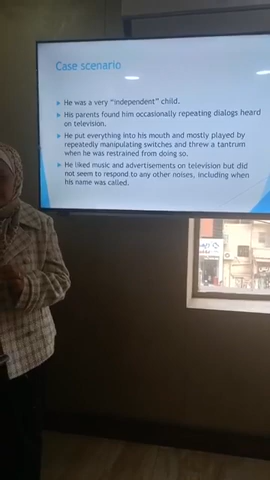 Case scenario
He was a very "independent" child.
His parents found him occasionally repeating dialogs heard
on television.
He put everything into his mouth and mostly played by
repeatedly manipulating switches and threw a tantrum
when he was restrained from doing so.
He liked music and advertisements on television but did
not seem to respond to any other noises, including when
his name was called.